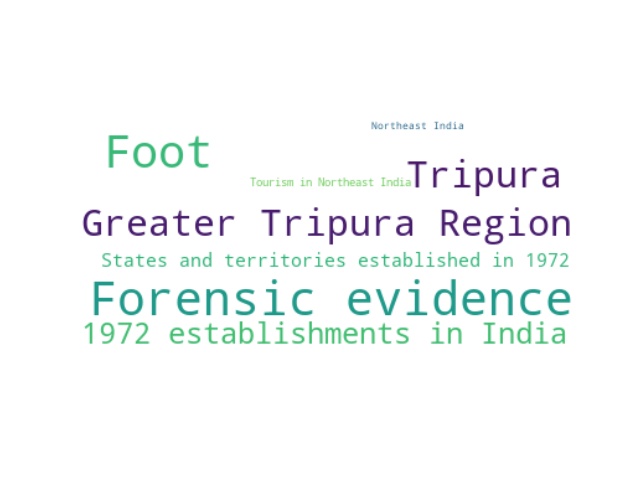 Northeast India
Foot
Tripura
Tourism in Northeast India
Greater Tripura Region
States and territories established in 1972
Forensic evidence
1972 establishments in India